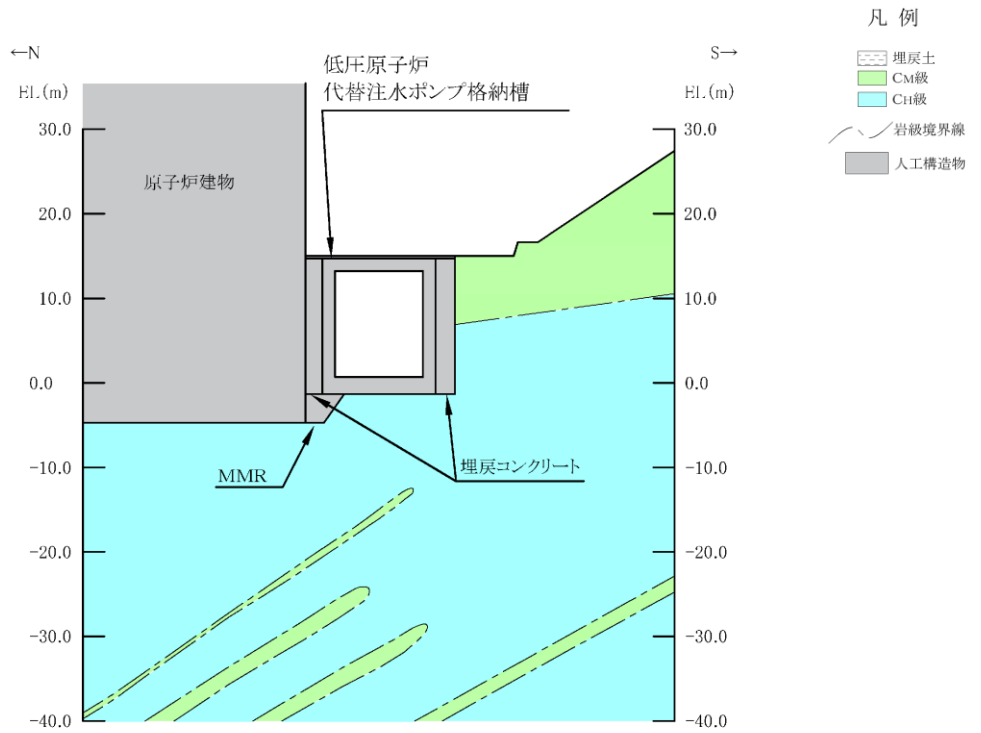 凡 例
←N
S→
埋戻土
CM級
CH級
岩級境界線
人工構造物
低圧原子炉
代替注水ポンプ格納槽
EL(m)
EL(m)
30.0
30.0
原子炉建物
20.0
20.0
10.0
10.0
0.0
0.0
-10.0
-10.0
MMR
埋戻コンクリート
-20.0
-20.0
-30.0
-30.0
-40.0
-40.0